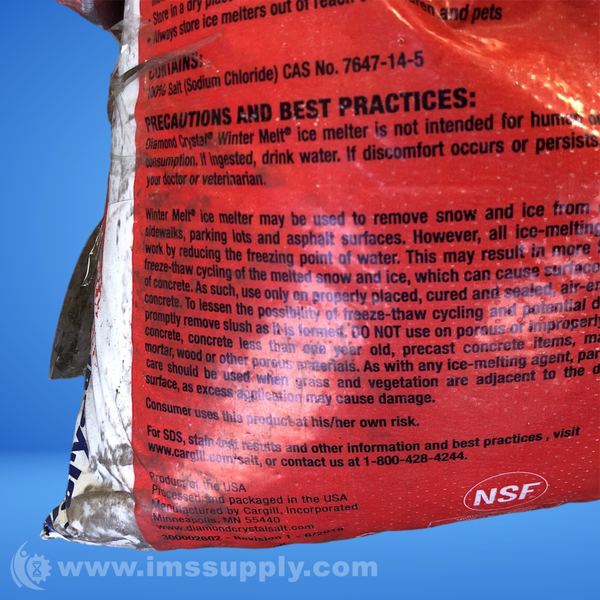 · Store in a dry place
· Always store ice melters out of reach and pets
CONTAINS:
100% Salt (Sodium Chloride) CAS No. 7647-14-5
PRECAUTIONS AND BEST PRACTICES:
Diamond Crystal® Winter Melt® ice melter is not intended for human
consumption. If ingested, drink water. If discomfort occurs or persists
your doctor or veterinarian.
Winter Melt® ice melter may be used to remove snow and ice from
sidewalks, parking lots and asphalt surfaces. However, all ice-melting
work by reducing the freezing point of water. This may result in more
freeze-thaw cycling of the melted snow and ice, which can cause surface
of concrete. As such, use only on properly placed, cured and sealed,
concrete. To lessen the possibility of freeze-thaw cycling and potential
promptly remove slush as it is formed. DO NOT use on porous or improperly
concrete, concrete less than one year old, precast concrete items,
mortar, wood or other porous materials. As with any ice-melting agent,
care should be used when grass and vegetation are adjacent to the
surface, as excess application may cause damage.
Consumer uses this product at his/her own risk.
For SDS, stain test results and other information and best practices, visit
www.cargill.com/salt, or contact us at 1-800-428-4244.
Product of the USA
Processed and packaged in the USA
Manufactured by Cargill, Incorporated
Minneapolis, MN 55440
www.diamondcrystalsalt.com
300002602 - Revision 1 - 6/2019
NSF
www.imssupply.com